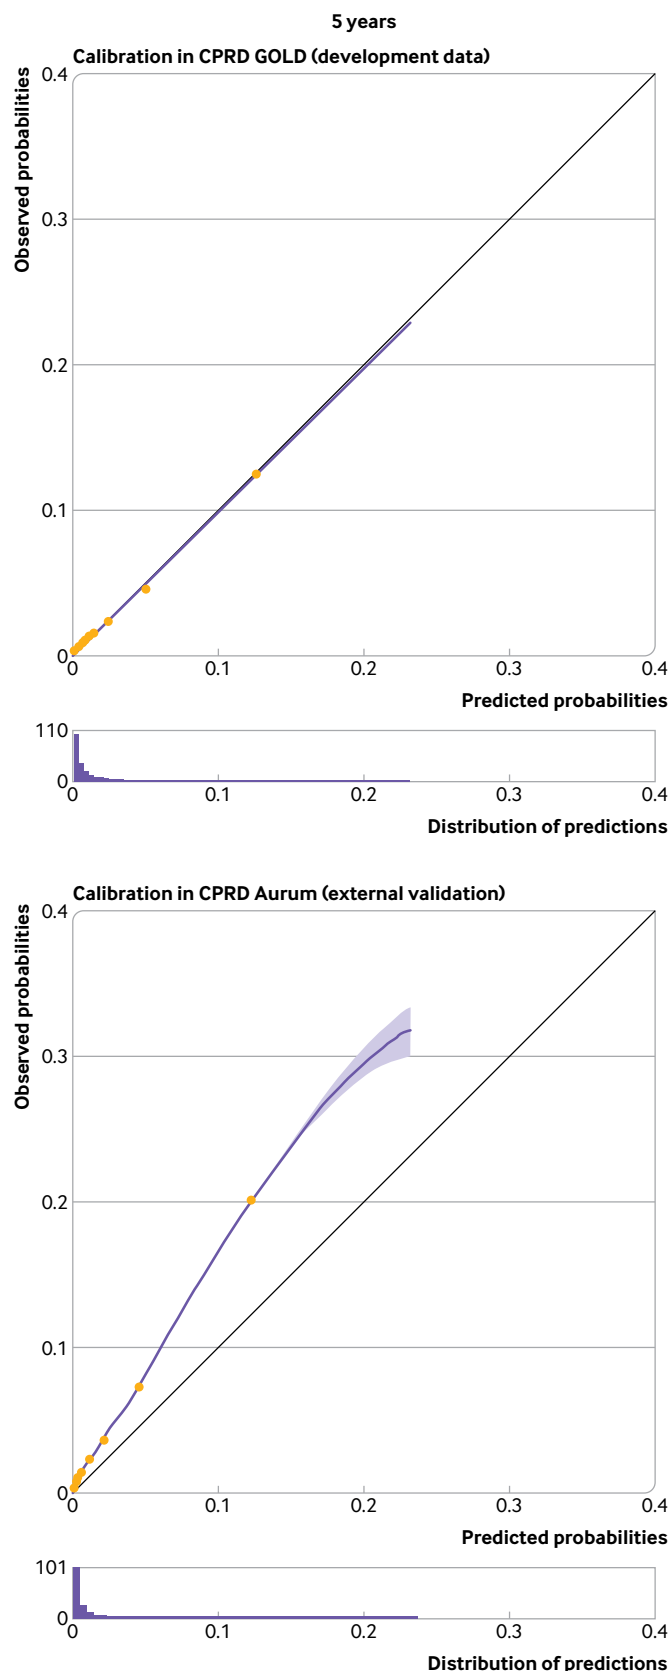 5 years
Calibration in CPRD GOLD (development data)
Observed probabilities
0.4
0.3
0.2
0.1
0
0 0.1 0.2 0.3 0.4
Predicted probabilities
110
0
0 0.1 0.2 0.3 0.4
Distribution of predictions
Calibration in CPRD Aurum (external validation)
Observed probabilities
0.4
0.3
0.2
0.1
0
0 0.1 0.2 0.3 0.4
Predicted probabilities
101
0
0 0.1 0.2 0.3 0.4
Distribution of predictions